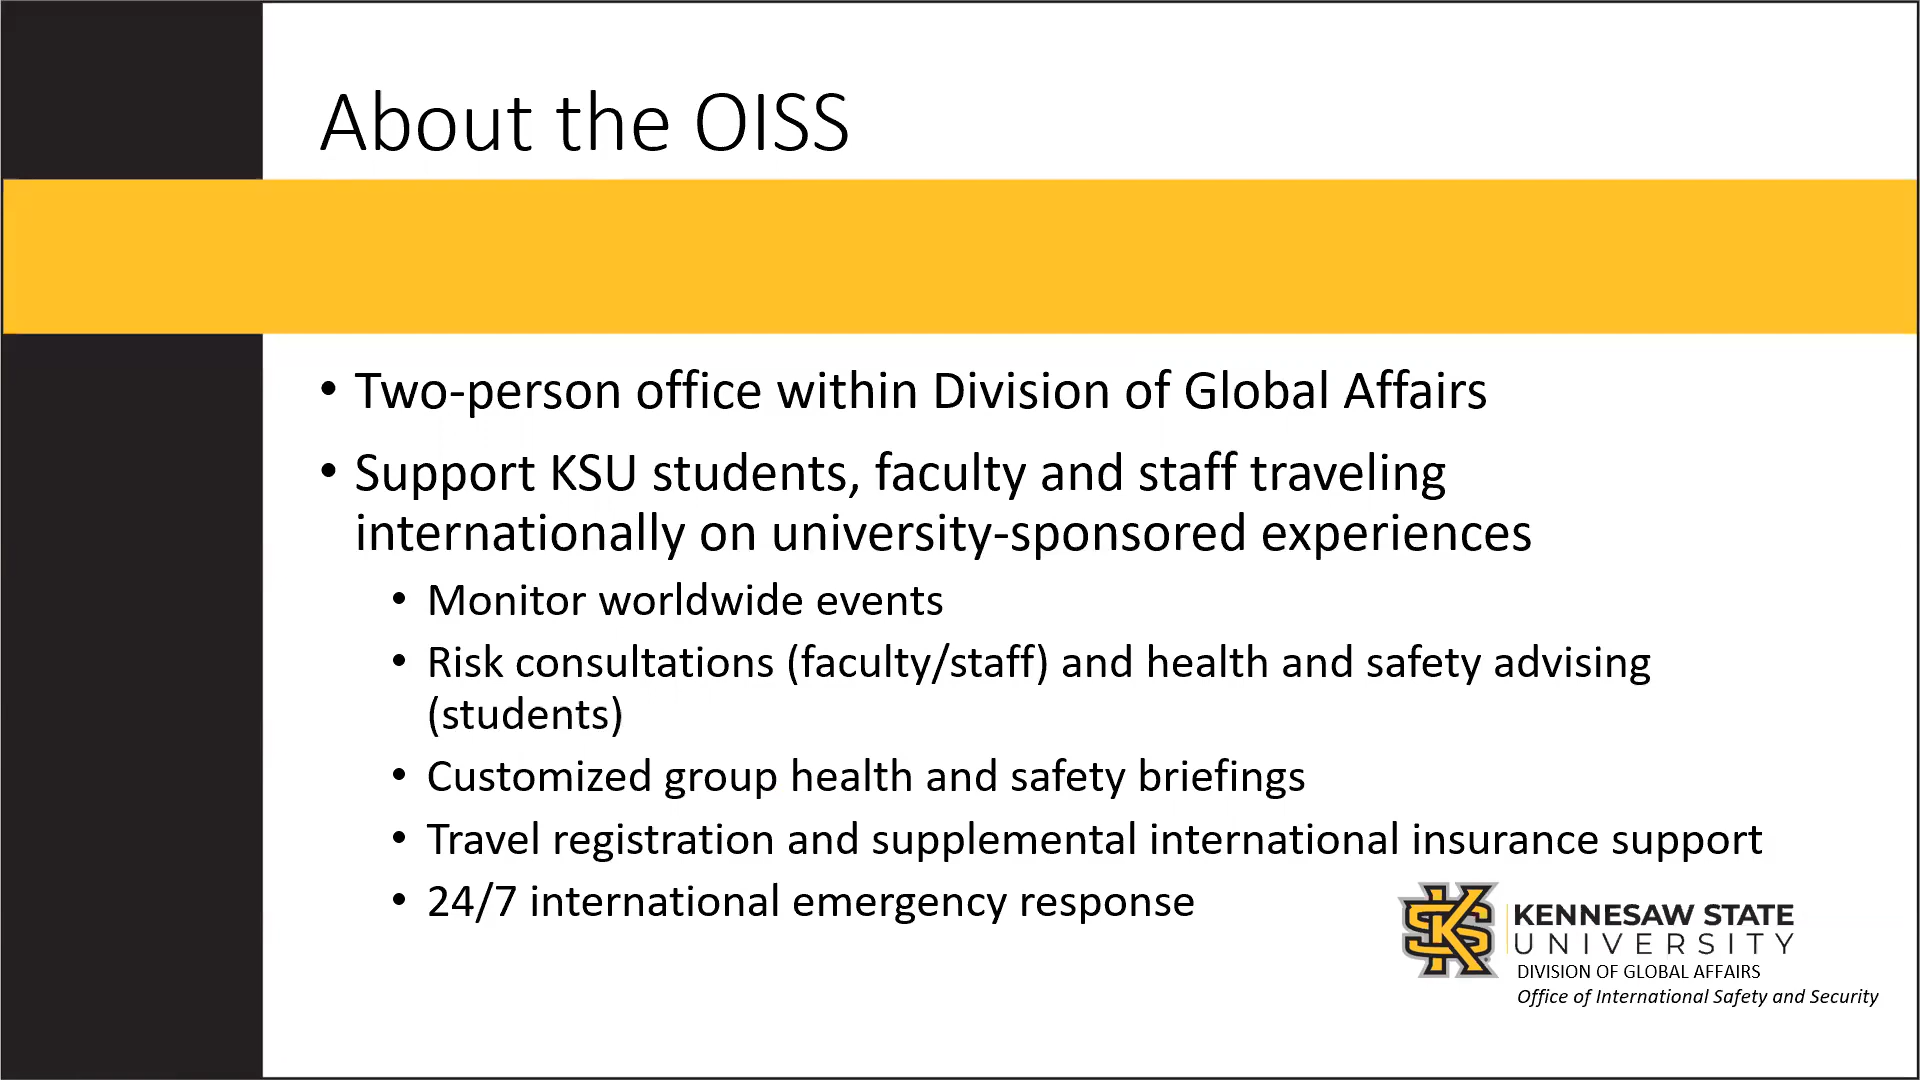 About the OISS
• Two-person office within Division of Global Affairs
• Support KSU students, faculty and staff traveling
internationally on university-sponsored experiences
• Monitor worldwide events
• Risk consultations (faculty/staff) and health and safety advising
(students)
• Customized group health and safety briefings
• Travel registration and supplemental international insurance support
• 24/7 international emergency response
KS
KENNESAW STATE
UNIVERSITY
DIVISION OF GLOBAL AFFAIRS
Office of International Safety and Security